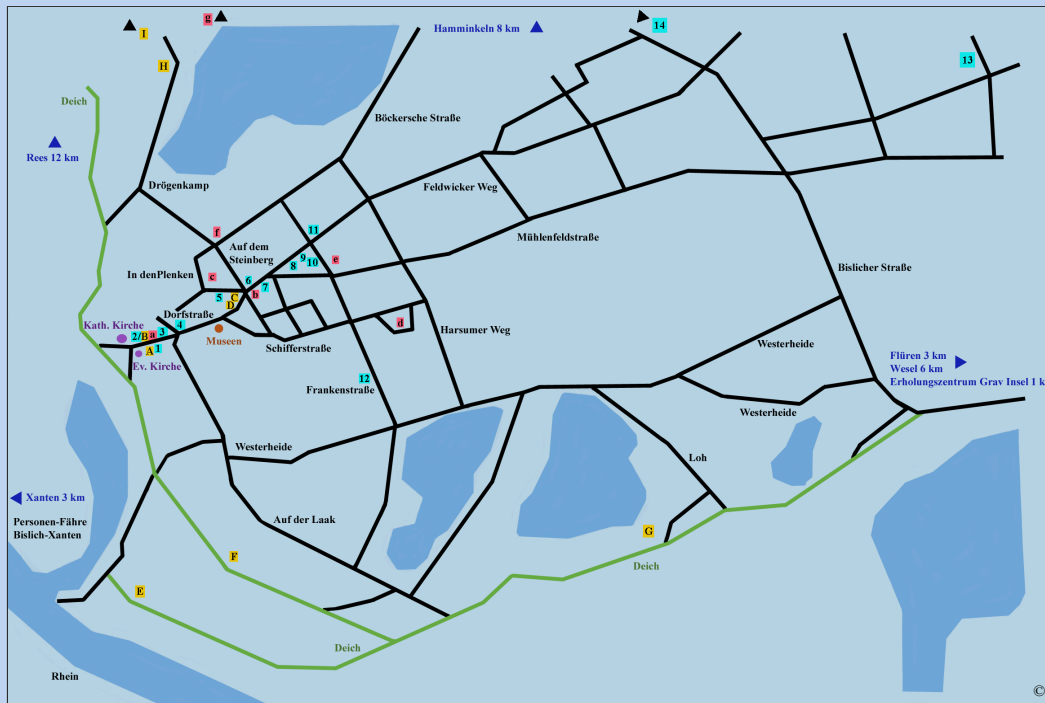 I
g
Hamminkeln 8 km
14
H
13
Deich
Böckersche Straße
Rees 12 km
Drögenkamp
Feldwicker Weg
f
11
Auf dem
Steinberg
Mühlenfeldstraße
9
10
8
e
In denPlenken
c
6
7
Bislicher Straße
5
C
D
b
Dorfstraße
Kath. Kirche
2/B a 3
4
Museen
d
Harsumer Weg
A 1
Schifferstraße
Ev. Kirche
Westerheide
Flüren 3 km
Wesel 6 km
Erholungszentrum Grav Insel 1 k
12
Frankenstraße
Westerheide
Westerheide
Loh
Xanten 3 km
Personen-Fähre
Bislich-Xanten
Auf der Laak
G
F
Deich
E
Deich
Rhein
©